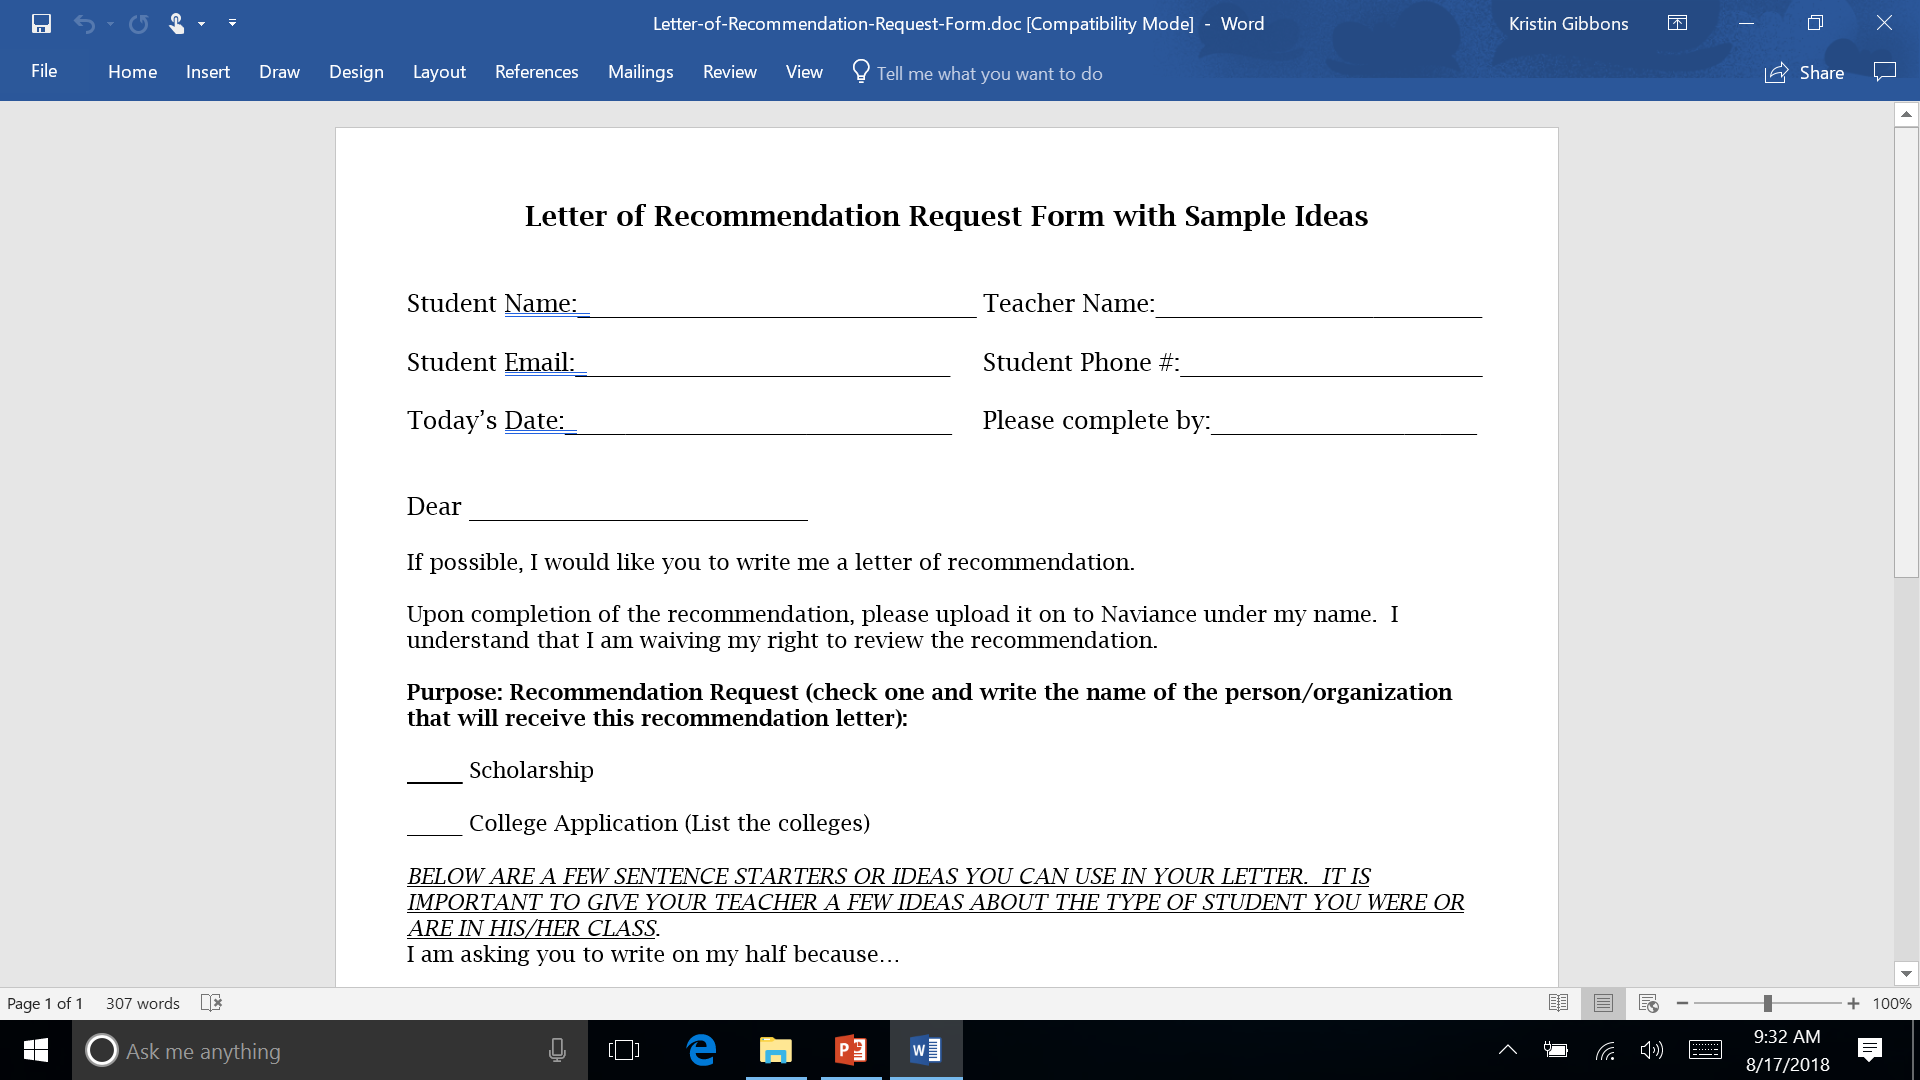 Letter-of-Recommendation-Request-Form.doc [Compatibility Mode] - Word
Kristin Gibbons
File Home Insert Draw Design Layout References Mailings Review View Tell me what you want to do Share
Letter of Recommendation Request Form with Sample Ideas
Student Name:_______________________________ Teacher Name:__________________________
Student Email:______________________________ Student Phone #:________________________
Today’s Date:_______________________________ Please complete by:_____________________
Dear ___________________________
If possible, I would like you to write me a letter of recommendation.
Upon completion of the recommendation, please upload it on to Naviance under my name. I
understand that I am waiving my right to review the recommendation.
Purpose: Recommendation Request (check one and write the name of the person/organization
that will receive this recommendation letter):
_____ Scholarship
_____ College Application (List the colleges)
BELOW ARE A FEW SENTENCE STARTERS OR IDEAS YOU CAN USE IN YOUR LETTER. IT IS
IMPORTANT TO GIVE YOUR TEACHER A FEW IDEAS ABOUT THE TYPE OF STUDENT YOU WERE OR
ARE IN HIS/HER CLASS.
I am asking you to write on my half because…
Page 1 of 1 307 words 100%
Ask me anything
9:32 AM
8/17/2018